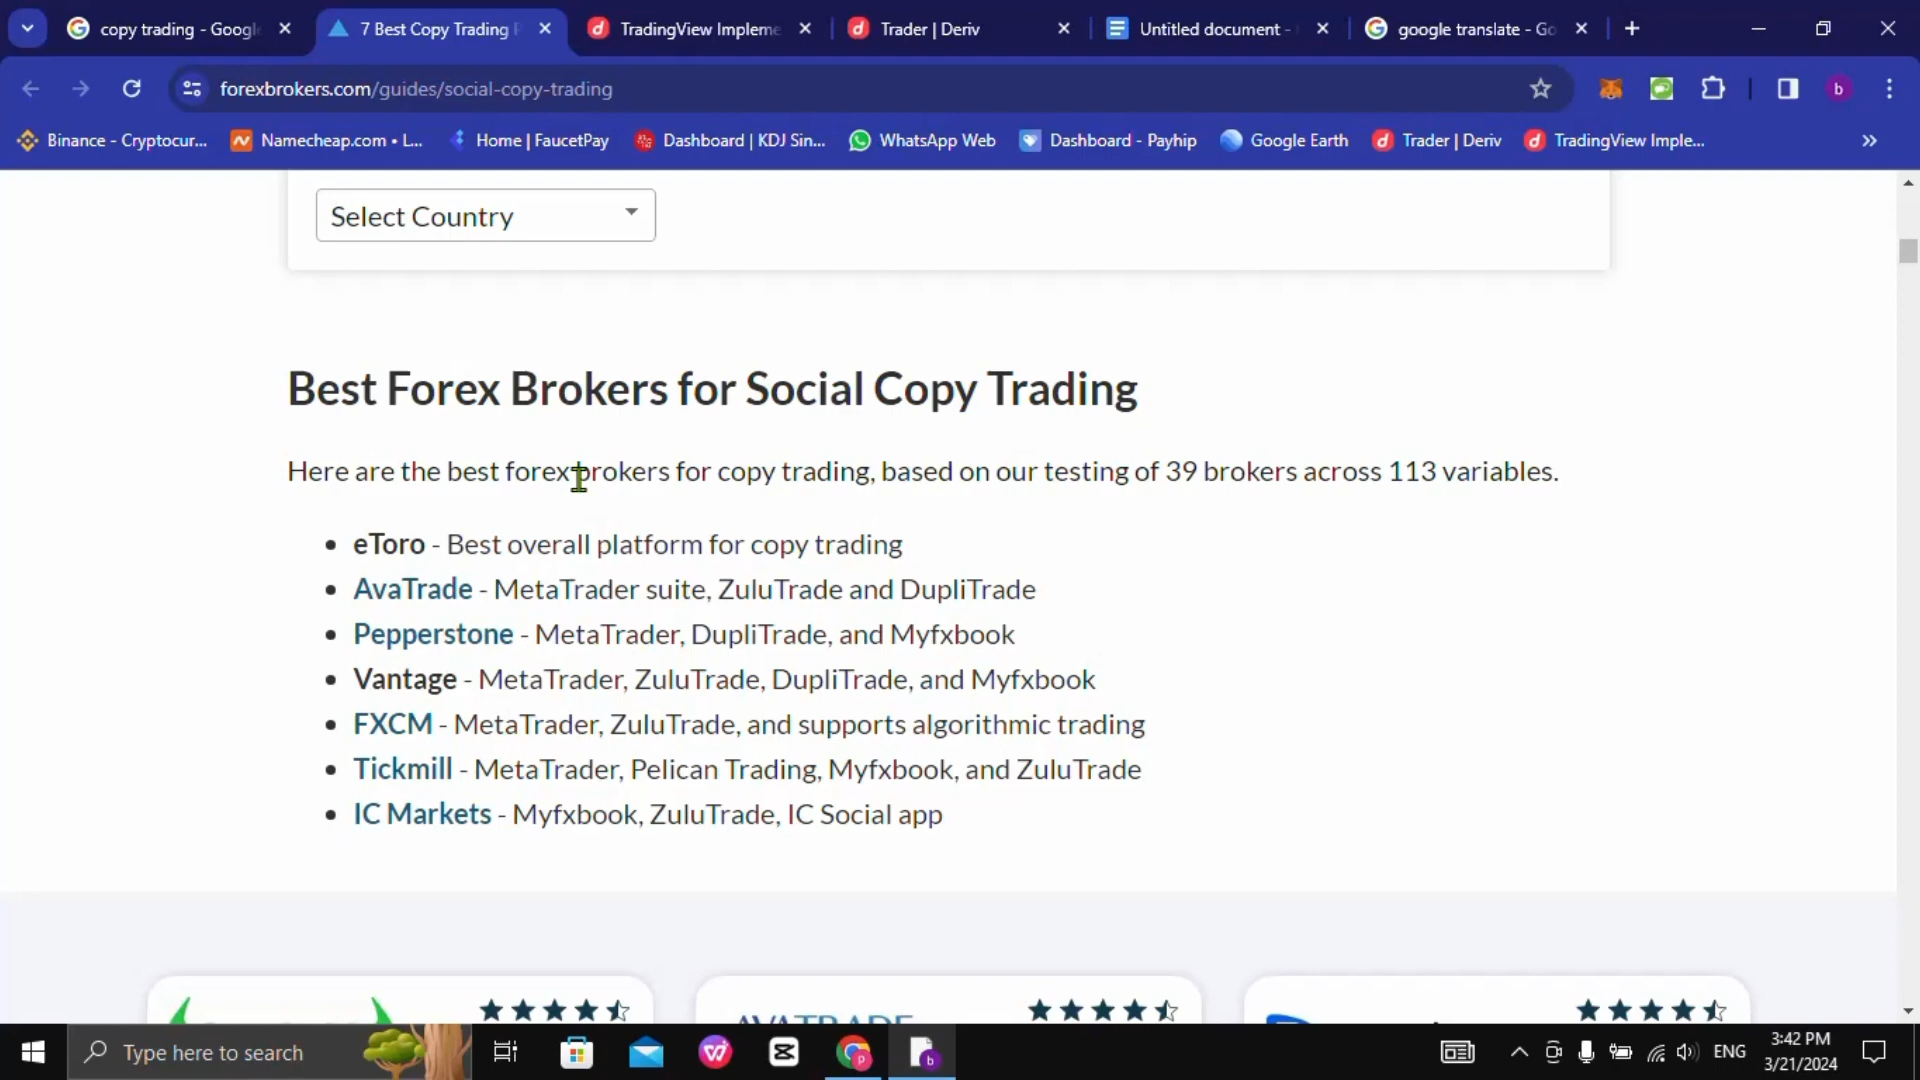 copy trading - Googl
7 Best Copy Trading P
TradingView Impleme
Trader | Deriv
Untitled document -
google translate - Go
forexbrokers.com/guides/social-copy-trading
b
Binance - Cryptocur...
Namecheap.com • L...
Home | FaucetPay
Dashboard | KDJ Sin...
WhatsApp Web
Dashboard - Payhip
Google Earth
Trader | Deriv
TradingView Imple...
Select Country
Best Forex Brokers for Social Copy Trading
Here are the best forex brokers for copy trading, based on our testing of 39 brokers across 113 variables.
• eToro - Best overall platform for copy trading
• AvaTrade - MetaTrader suite, ZuluTrade and DupliTrade
• Pepperstone - MetaTrader, DupliTrade, and Myfxbook
• Vantage - MetaTrader, ZuluTrade, DupliTrade, and Myfxbook
• FXCM - MetaTrader, ZuluTrade, and supports algorithmic trading
• Tickmill - MetaTrader, Pelican Trading, Myfxbook, and ZuluTrade
• IC Markets - Myfxbook, ZuluTrade, IC Social app
AVATRADE
Type here to search
ENG
3:42 PM
3/21/2024